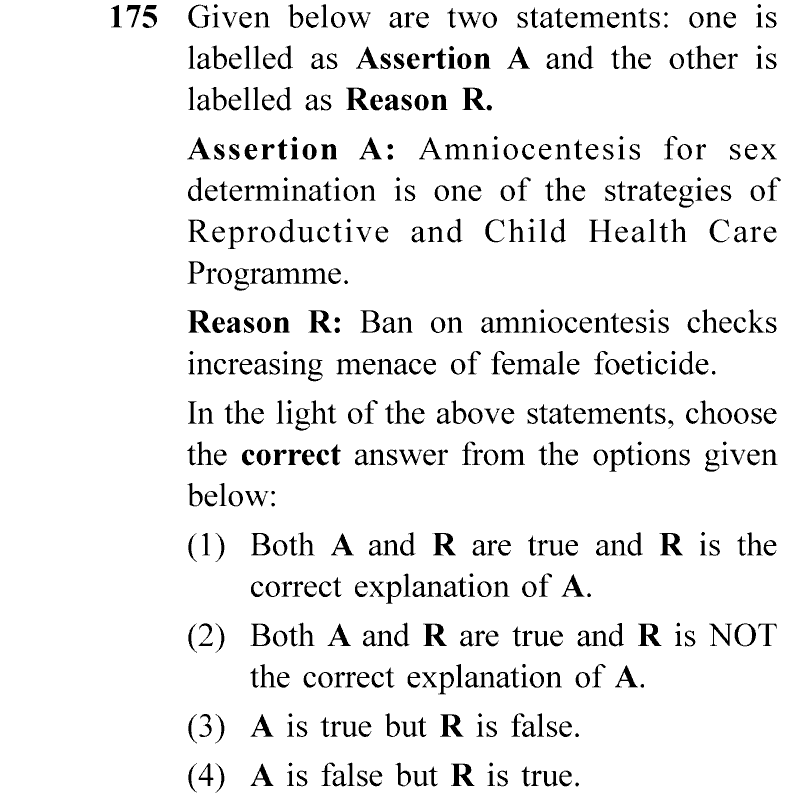 175 Given below are two statements: one is
labelled as Assertion A and the other is
labelled as Reason R.
Assertion A: Amniocentesis for sex
determination is one of the strategies of
Reproductive and Child Health Care
Programme.
Reason R: Ban on amniocentesis checks
increasing menace of female foeticide.
In the light of the above statements, choose
the correct answer from the options given
below:
(1) Both A and R are true and R is the
correct explanation of A.
(2) Both A and R are true and R is NOT
the correct explanation of A.
(3) A is true but R is false.
(4) A is false but R is true.